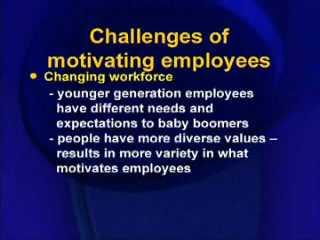 Challenges of
motivating employees
• Changing workforce
- younger generation employees
have different needs and
expectations to baby boomers
- people have more diverse values –
results in more variety in what
motivates employees